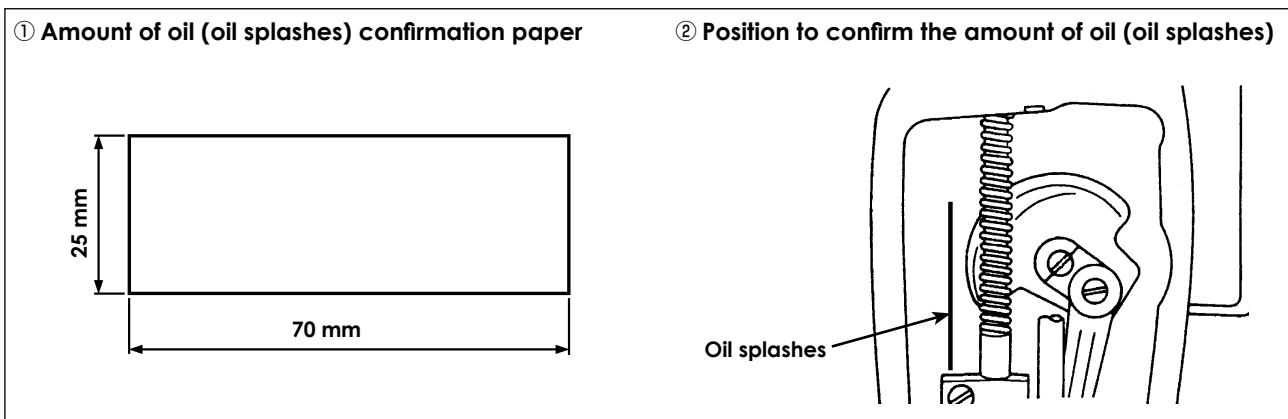 ① Amount of oil (oil splashes) confirmation paper
25 mm
70 mm
② Position to confirm the amount of oil (oil splashes)
Oil splashes